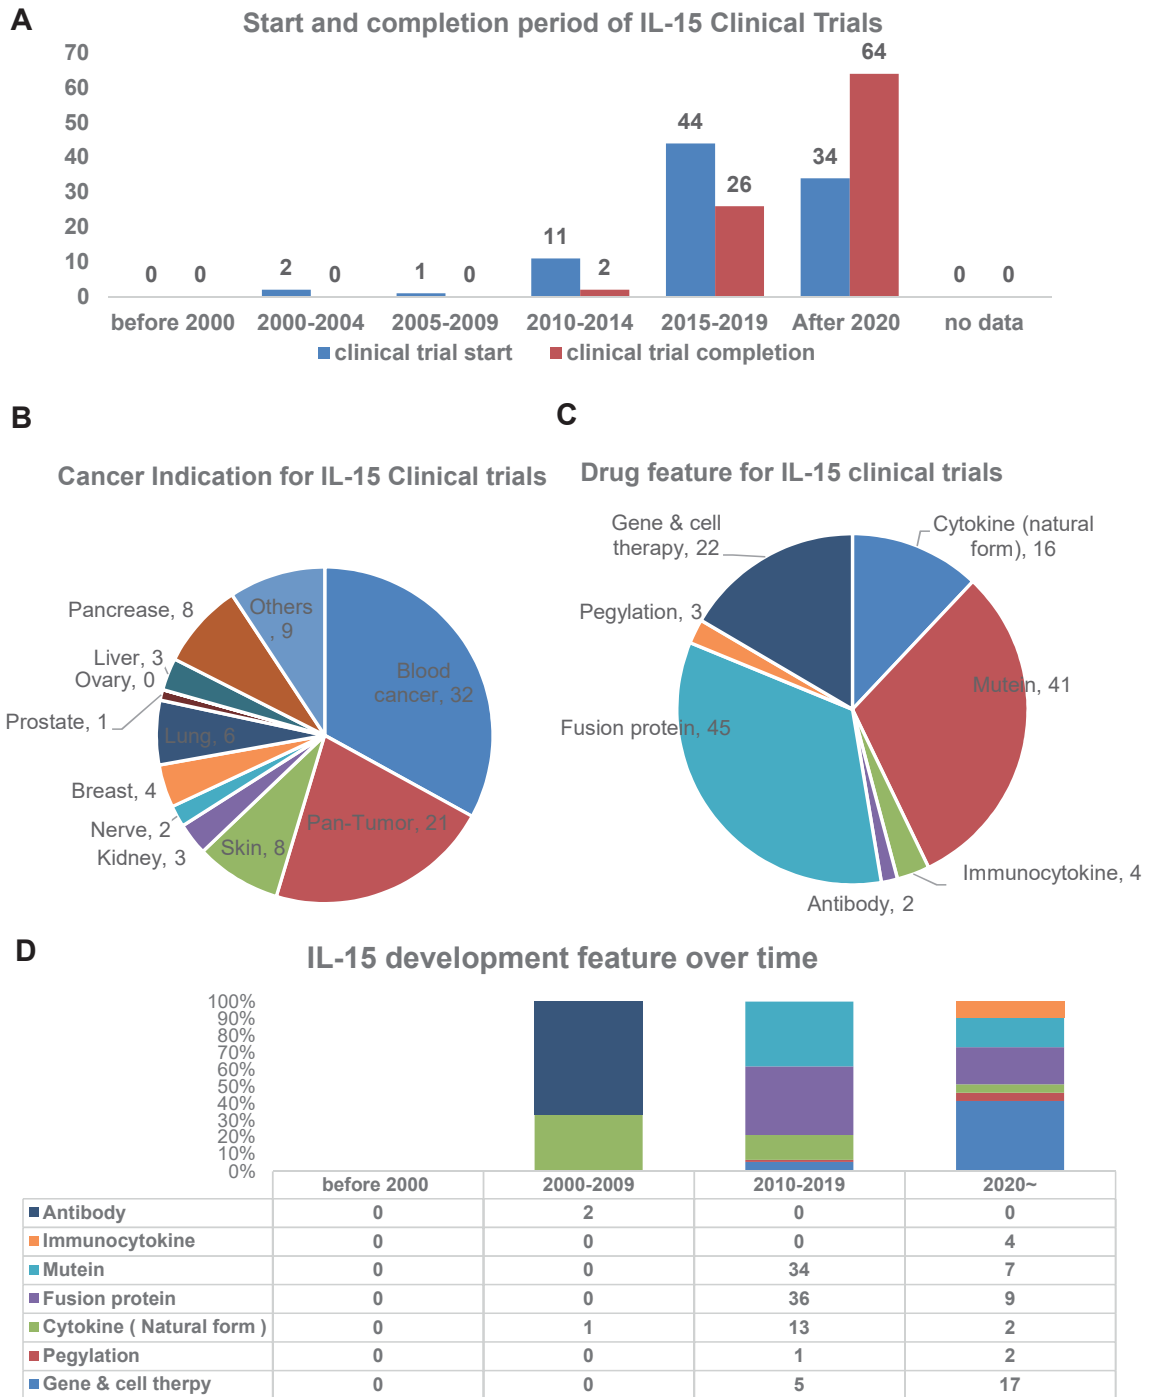 A
Start and completion period of IL-15 Clinical Trials
70
60
50
40
30
20
10
0
0 0
2 0
1 0
11 2
44 26
34 64
0 0
before 2000 2000-2004 2005-2009 2010-2014 2015-2019 After 2020 no data
clinical trial start clinical trial completion
B
Cancer Indication for IL-15 Clinical trials
Blood
cancer, 32
Pan-Tumor, 21
Skin, 8
Kidney, 3
Nerve, 2
Breast, 4
Lung, 6
Prostate, 1
Ovary, 0
Liver, 3
Pancrease, 8
Others
, 9
C
Drug feature for IL-15 clinical trials
Cytokine (natural
form), 16
Mutein, 41
Immunocytokine, 4
Antibody, 2
Fusion protein, 45
Pegylation, 3
Gene & cell
therapy, 22
D
IL-15 development feature over time
100%
90%
80%
70%
60%
50%
40%
30%
20%
10%
0%
before 2000 2000-2009 2010-2019 2020~
Antibody 0 2 0 0
Immunocytokine 0 0 0 4
Mutein 0 0 34 7
Fusion protein 0 0 36 9
Cytokine ( Natural form ) 0 1 13 2
Pegylation 0 0 1 2
Gene & cell therpy 0 0 5 17